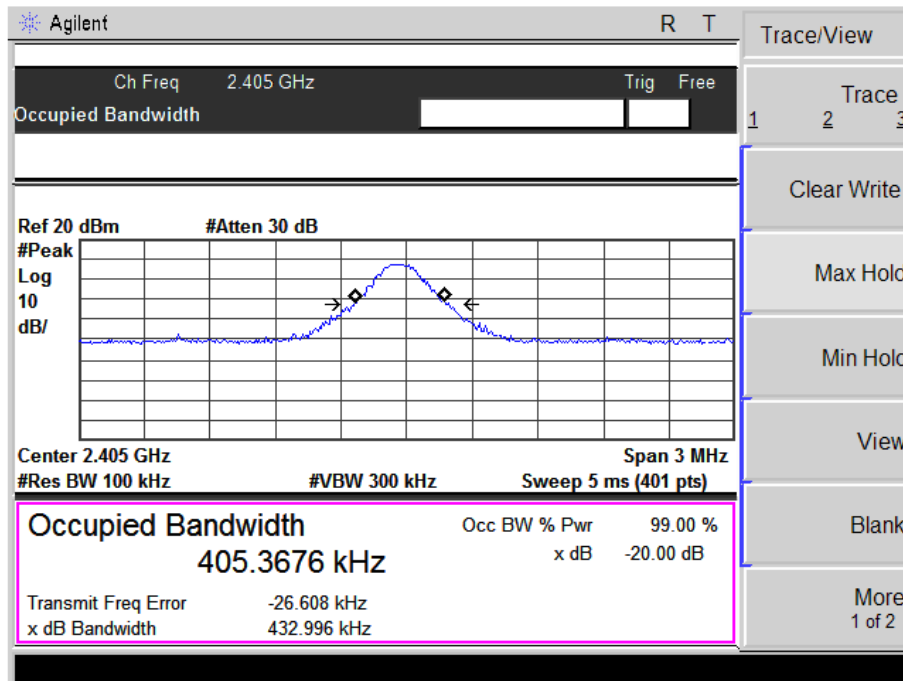 Agilent R T
Ch Freq 2.405 GHz Trig Free
Occupied Bandwidth
Ref 20 dBm #Atten 30 dB
#Peak
Log
10
dB/
Center 2.405 GHz Span 3 MHz
#Res BW 100 kHz #VBW 300 kHz Sweep 5 ms (401 pts)
Occupied Bandwidth Occ BW % Pwr 99.00 %
405.3676 kHz x dB -20.00 dB
Transmit Freq Error -26.608 kHz
x dB Bandwidth 432.996 kHz
Trace/View
Trace
1 2 3
Clear Write
Max Hold
Min Hold
View
Blank
More
1 of 2